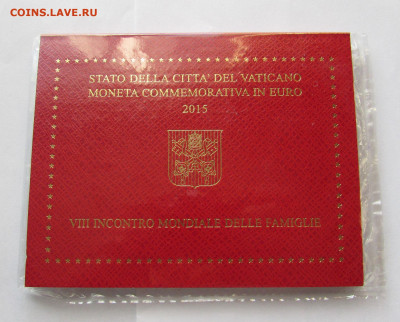 COINS.LAVE.RU
STATO DELLA CITTA' DEL VATICANO
MONETA COMMEMORATIVA IN EURO
2015
VIII INCONTRO MONDIALE DELLE FAMIGLIE